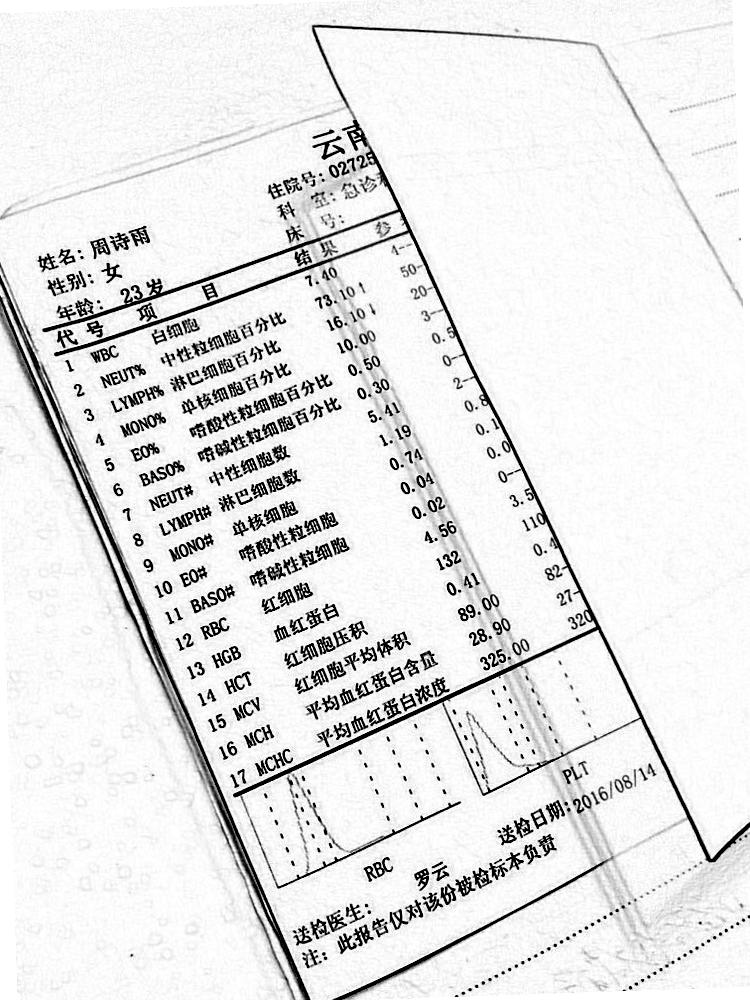 云南
住院号: 02725
姓名: 周诗雨 科 室: 急诊
性别: 女 床 号:
年龄: 23 岁
代 号 项 目 结 果 参
1 WBC 白细胞 7.40 4--
2 NEUT% 中性粒细胞百分比 73.10↑ 50-
3 LYMPH% 淋巴细胞百分比 16.10↓ 20-
4 MONO% 单核细胞百分比 10.00 3--
5 EO% 嗜酸性粒细胞百分比 0.50 0.5
6 BASO% 嗜碱性粒细胞百分比 0.30 0--
7 NEUT# 中性细胞数 5.41 2--
8 LYMPH# 淋巴细胞数 1.19 0.8
9 MONO# 单核细胞 0.74 0.1
10 EO# 嗜酸性粒细胞 0.04 0.0
11 BASO# 嗜碱性粒细胞 0.02 0--
12 RBC 红细胞 4.56 3.5
13 HGB 血红蛋白 132 110
14 HCT 红细胞压积 0.41 0.4
15 MCV 红细胞平均体积 89.00 82-
16 MCH 平均血红蛋白含量 28.90 27-
17 MCHC 平均血红蛋白浓度 325.00 320
RBC PLT
送检医生: 罗云 送检日期: 2016/08/14
注: 此报告仅对该份被检标本负责